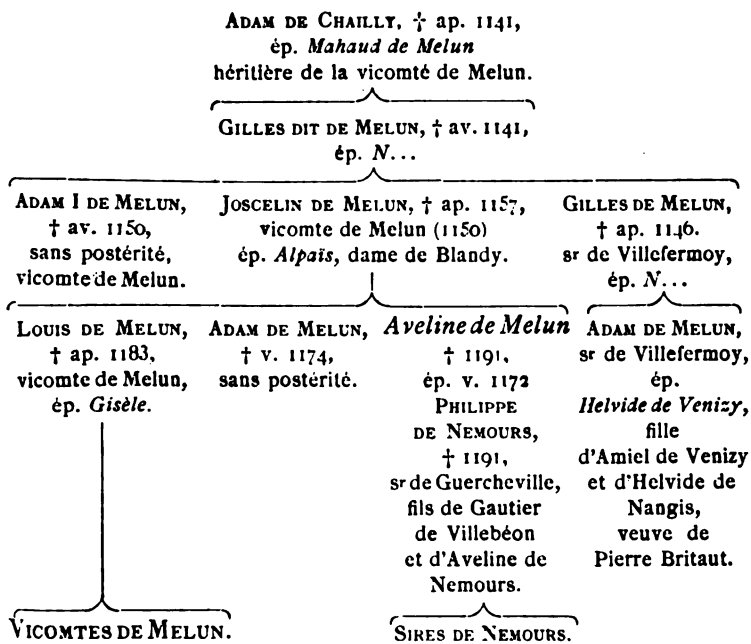 ADAM DE CHAILLY, † ap. 1141,
ép. Mahaud de Melun
héritière de la vicomté de Melun.
GILLES DIT DE MELUN, † av. 1141,
ép. N...
ADAM I DE MELUN,
† av. 1150,
sans postérité,
vicomte de Melun.
JOSCELIN DE MELUN, † ap. 1157,
vicomte de Melun (1150)
ép. Alpaïs, dame de Blandy.
GILLES DE MELUN,
† ap. 1146.
sr de Villefermoy,
ép. N...
LOUIS DE MELUN,
† ap. 1183,
vicomte de Melun,
ép. Gisèle.
ADAM DE MELUN,
† v. 1174,
sans postérité.
Aveline de Melun
† 1191,
ép. v. 1172
PHILIPPE
DE NEMOURS,
† 1191,
sr de Guercheville,
fils de Gautier
de Villebéon
et d'Aveline de
Nemours.
ADAM DE MELUN,
sr de Villefermoy,
ép.
Helvide de Venizy,
fille
d'Amiel de Venizy
et d'Helvide de
Nangis,
veuve de
Pierre Britaut.
VICOMTES DE MELUN.
SIRES DE NEMOURS.